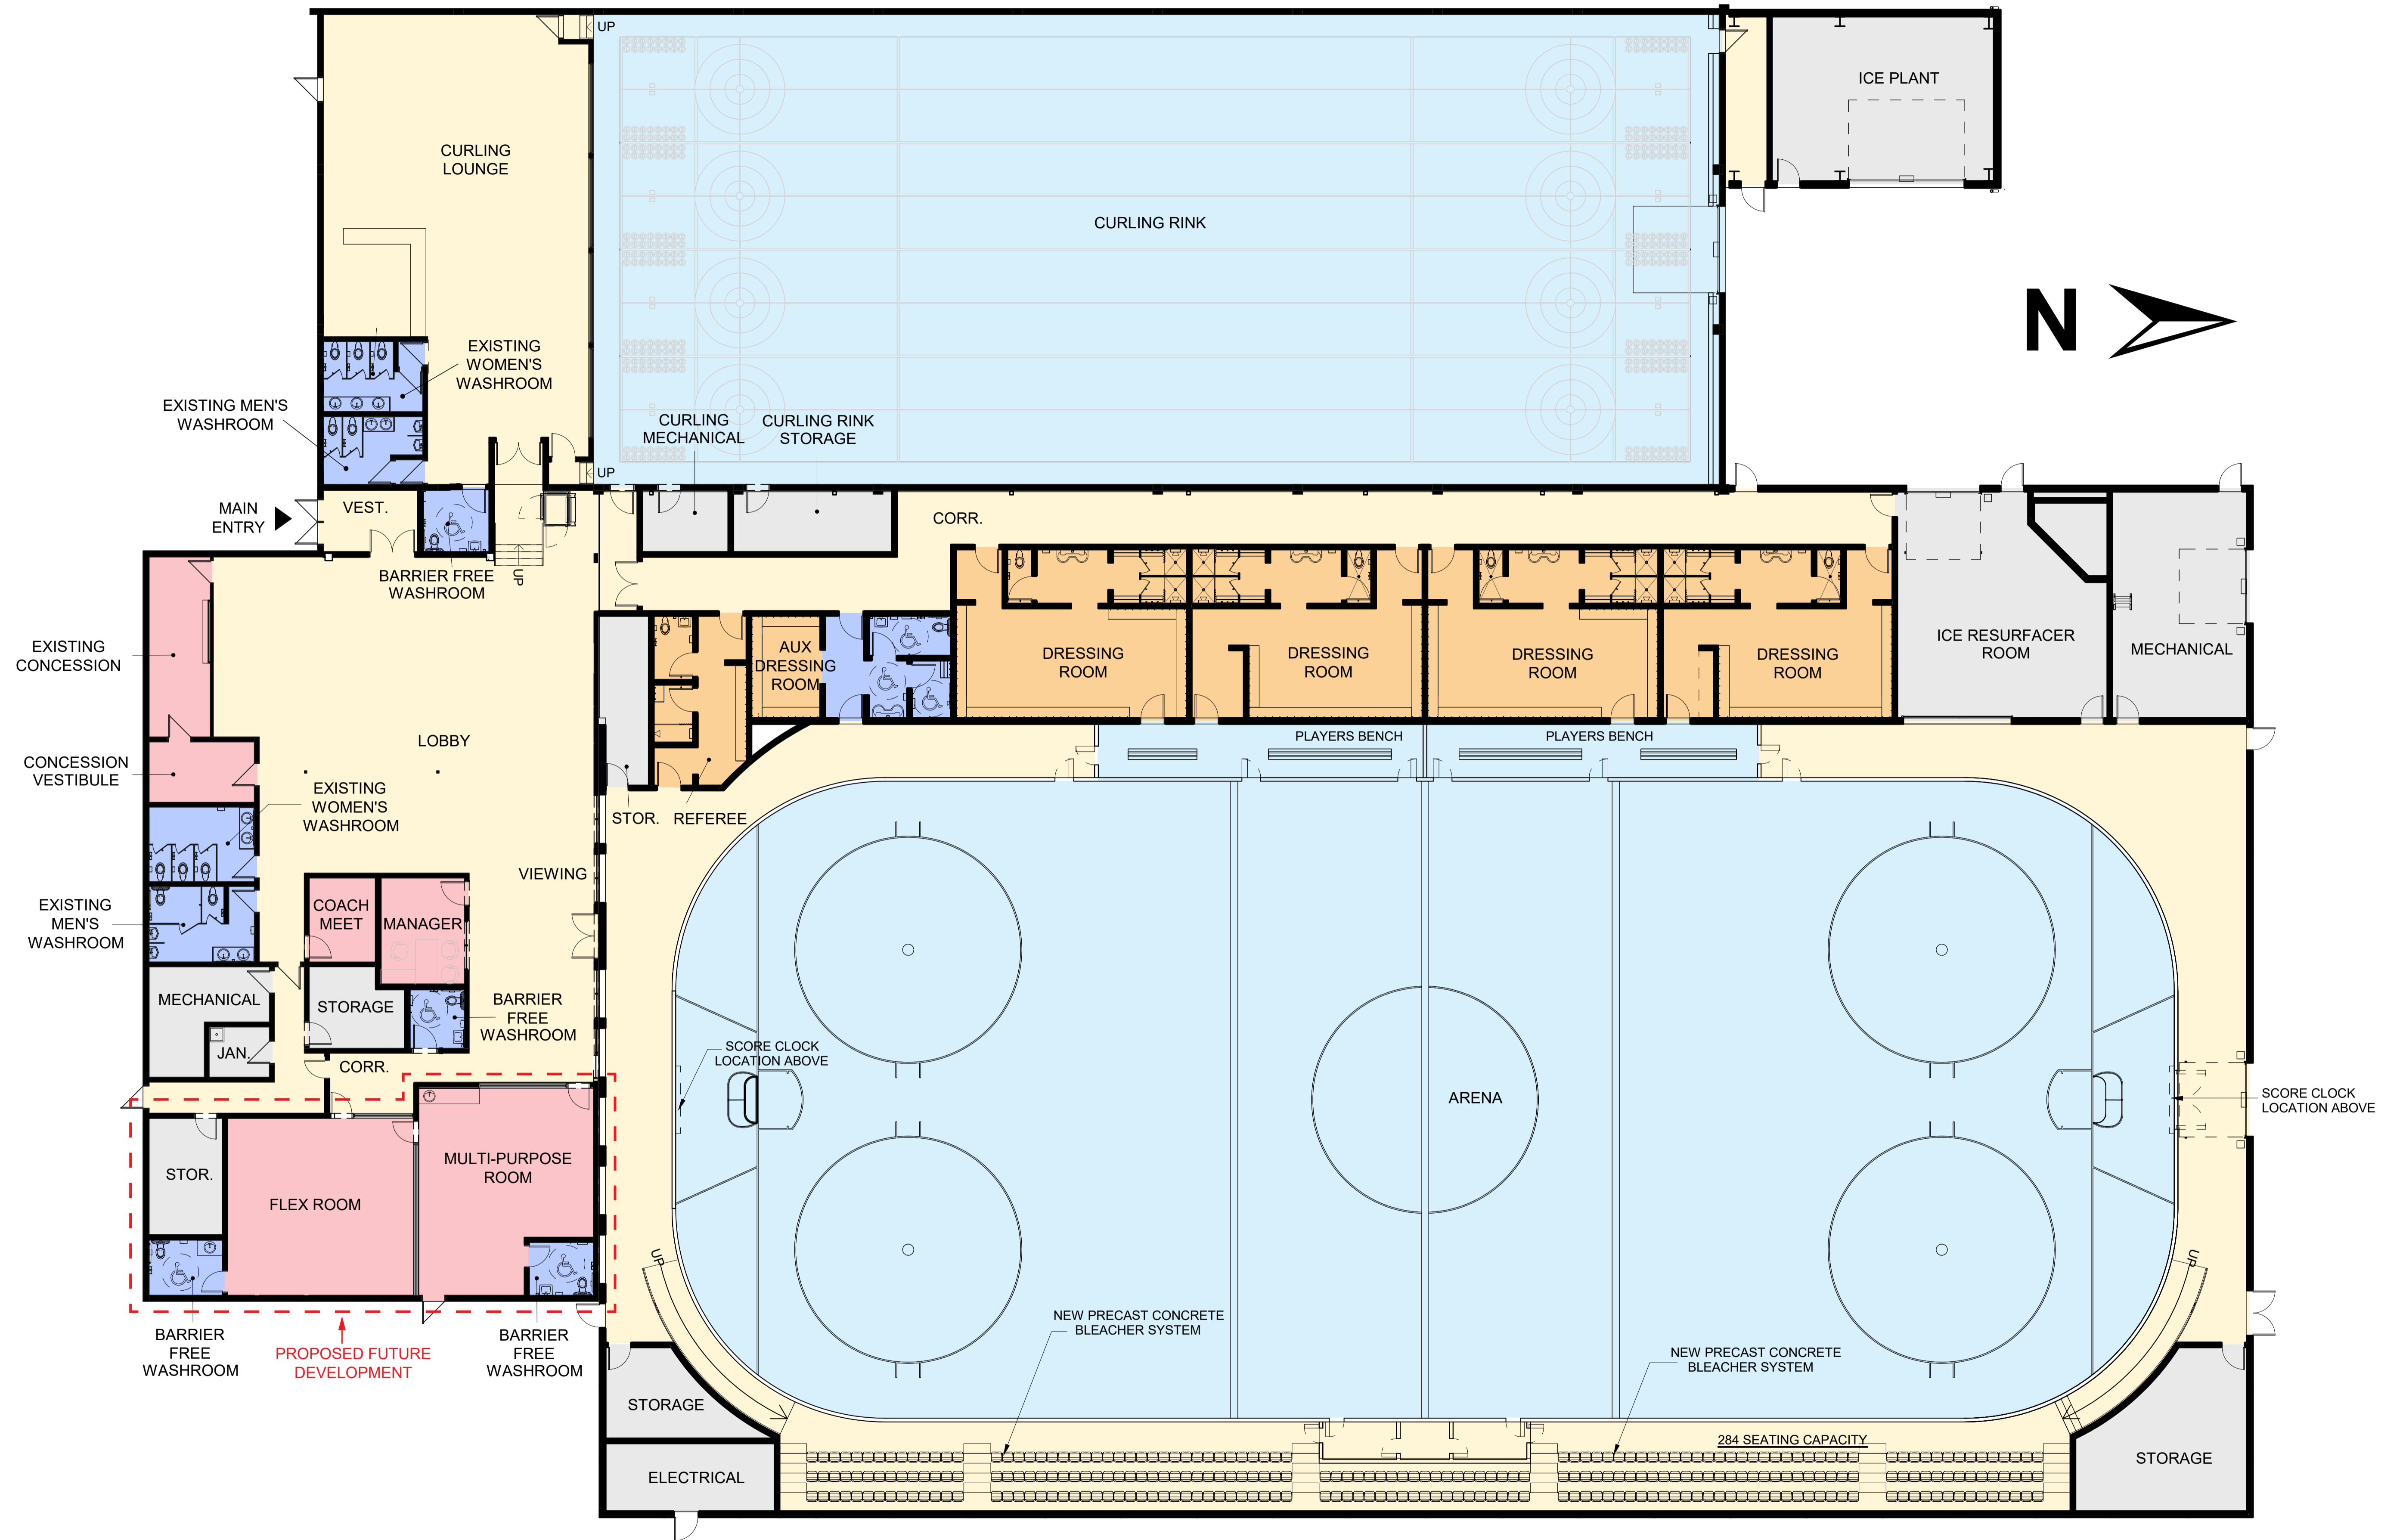 UP
ICE PLANT
CURLING
LOUNGE
CURLING RINK
N
EXISTING
WOMEN'S
WASHROOM
EXISTING MEN'S
WASHROOM
CURLING
MECHANICAL
CURLING RINK
STORAGE
UP
MAIN
ENTRY
VEST.
CORR.
BARRIER FREE
WASHROOM
UP
EXISTING
CONCESSION
AUX
DRESSING
ROOM
DRESSING
ROOM
DRESSING
ROOM
DRESSING
ROOM
DRESSING
ROOM
ICE RESURFACER
ROOM
MECHANICAL
LOBBY
PLAYERS BENCH
PLAYERS BENCH
CONCESSION
VESTIBULE
EXISTING
WOMEN'S
WASHROOM
STOR.
REFEREE
VIEWING
EXISTING
MEN'S
WASHROOM
COACH
MEET
MANAGER
MECHANICAL
STORAGE
BARRIER
FREE
WASHROOM
JAN.
CORR.
SCORE CLOCK
LOCATION ABOVE
ARENA
SCORE CLOCK
LOCATION ABOVE
STOR.
FLEX ROOM
MULTI-PURPOSE
ROOM
UP
UP
BARRIER
FREE
WASHROOM
PROPOSED FUTURE
DEVELOPMENT
BARRIER
FREE
WASHROOM
NEW PRECAST CONCRETE
BLEACHER SYSTEM
NEW PRECAST CONCRETE
BLEACHER SYSTEM
STORAGE
284 SEATING CAPACITY
ELECTRICAL
STORAGE